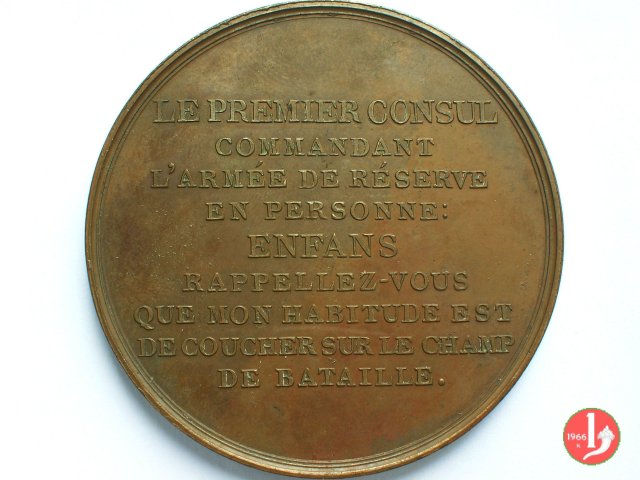 LE PREMIER CONSUL
COMMANDANT
L'ARMÉE DE RÉSERVE
EN PERSONNE:
ENFANS
RAPPELLEZ-VOUS
QUE MON HABITUDE EST
DE COUCHER SUR LE CHAMP
DE BATAILLE.
1966